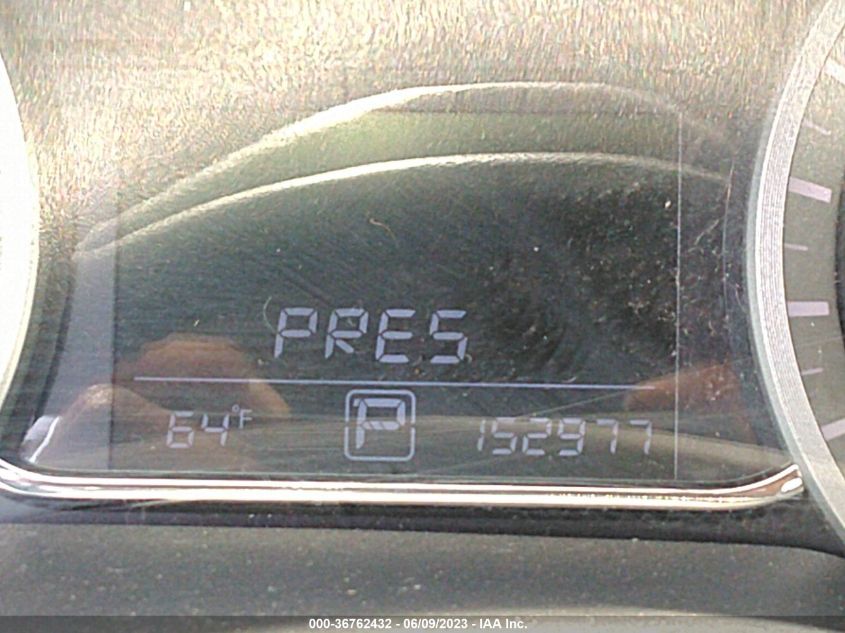 PRES
64°F P 152977
000-36762432 - 06/09/2023 - IAA Inc.